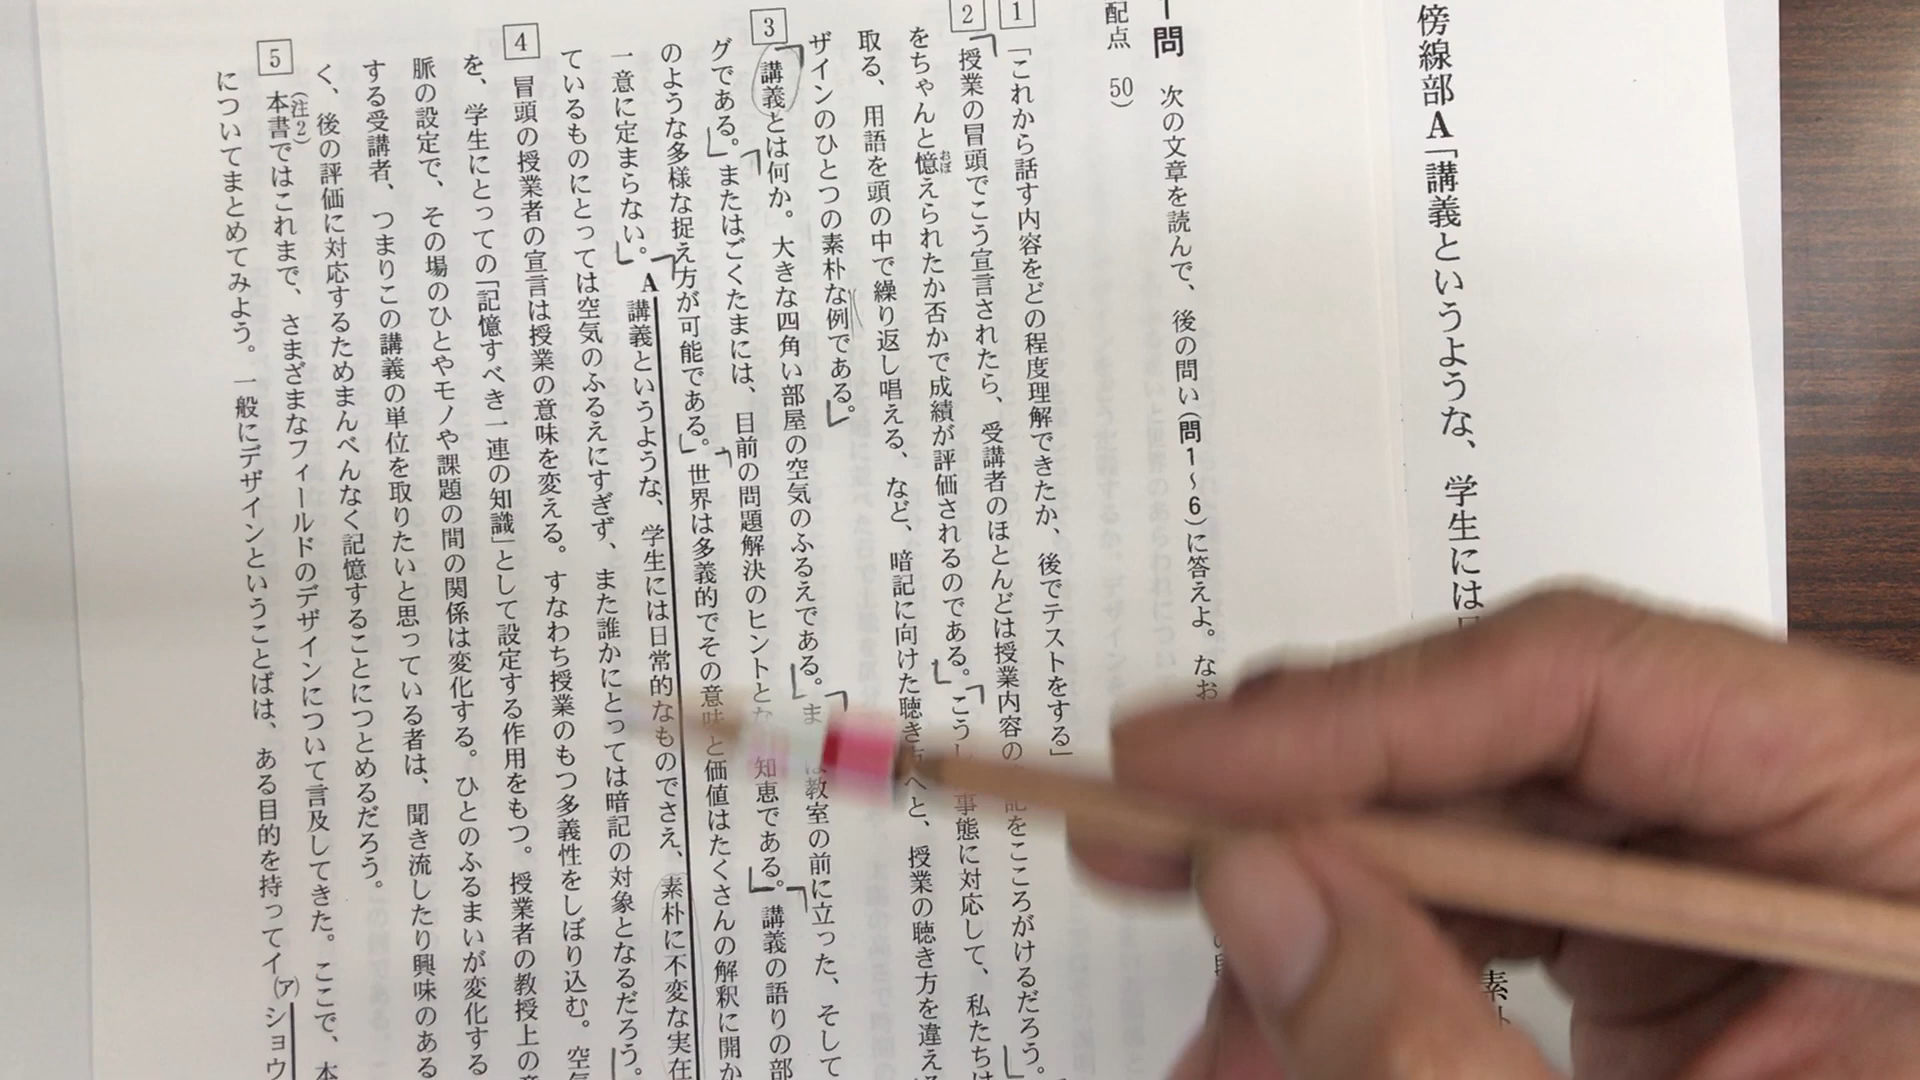 傍線部A「講義というような、学生には
問　次の文章を読んで、後の問い(問1～6)に答えよ。なお
配点　50)
1　「これから話す内容をどの程度理解できたか、後でテストをする」
2　授業の冒頭でこう宣言されたら、受講者のほとんどは授業内容の 記をこころがけるだろう。
をちゃんと憶えられたか否かで成績が評価されるのである。こうし 事態に対応して、私たちは
取る、用語を頭の中で繰り返し唱える、など、暗記に向けた聴き へと、授業の聴き方を違え
ザインのひとつの素朴な例である。
3　講義とは何か。大きな四角い部屋の空気のふるえである。ま は教室の前に立った、そして
グである。またはごくたまには、目前の問題解決のヒントとな 知恵である。講義の語りの部
のような多様な捉え方が可能である。世界は多義的でその意味と価値はたくさんの解釈に開か
一意に定まらない。A講義というような、学生には日常的なものでさえ、素朴に不変な実在
ているものにとっては空気のふるえにすぎず、また誰かにとっては暗記の対象となるだろう。
4　冒頭の授業者の宣言は授業の意味を変える。すなわち授業のもつ多義性をしぼり込む。空気
を、学生にとっての「記憶すべき一連の知識」として設定する作用をもつ。授業者の教授上の意
脈の設定で、その場のひとやモノや課題の間の関係は変化する。ひとのふるまいが変化する
する受講者、つまりこの講義の単位を取りたいと思っている者は、聞き流したり興味のある
く、後の評価に対応するためまんべんなく記憶することにつとめるだろう。
5　本書(注2)ではこれまで、さまざまなフィールドのデザインについて言及してきた。ここで、本
についてまとめてみよう。一般にデザインということばは、ある目的を持ってイ(ア)ショウ